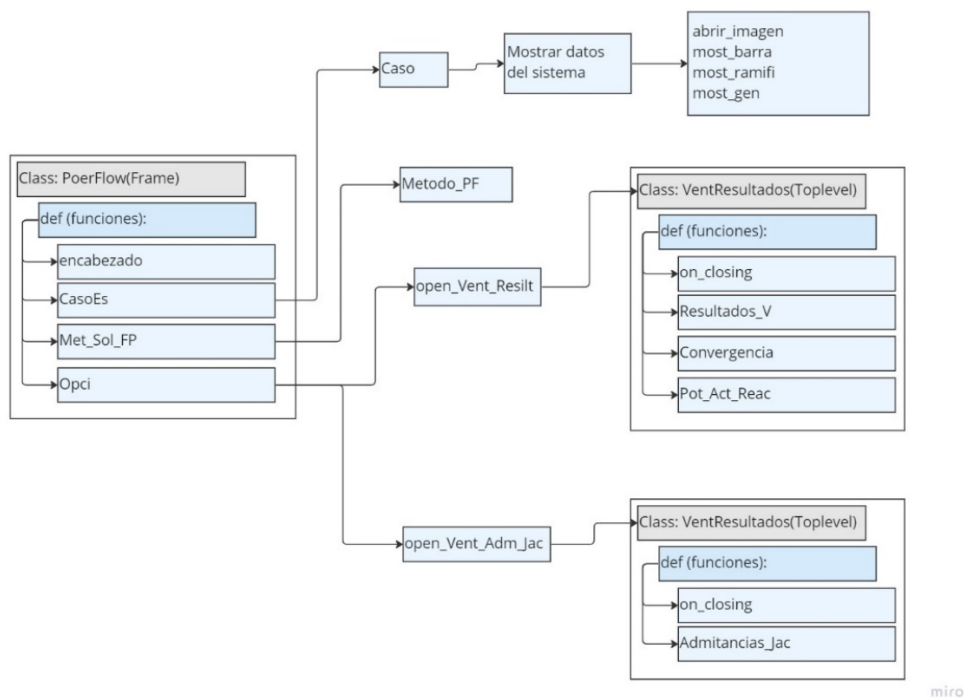 abrir_imagen
most_barra
most_ramifi
most_gen
Mostrar datos
del sistema
Caso
Class: PoerFlow(Frame)
def (funciones):
encabezado
CasoEs
Met_Sol_FP
Opci
Metodo_PF
open_Vent_Resilt
Class: VentResultados(Toplevel)
def (funciones):
on_closing
Resultados_V
Convergencia
Pot_Act_Reac
open_Vent_Adm_Jac
Class: VentResultados(Toplevel)
def (funciones):
on_closing
Admitancias_Jac
miro